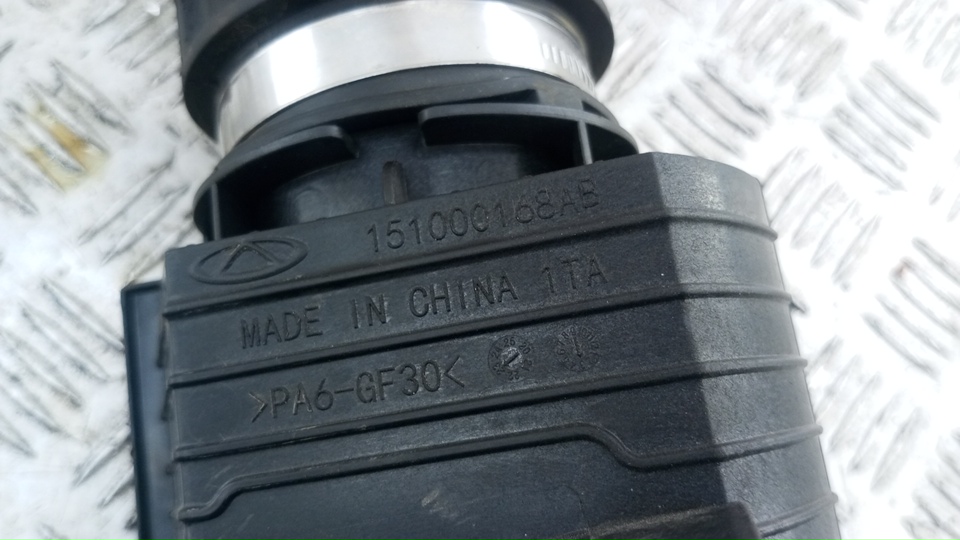 151000168AB
MADE IN CHINA 1TA
>PA6-GF30<